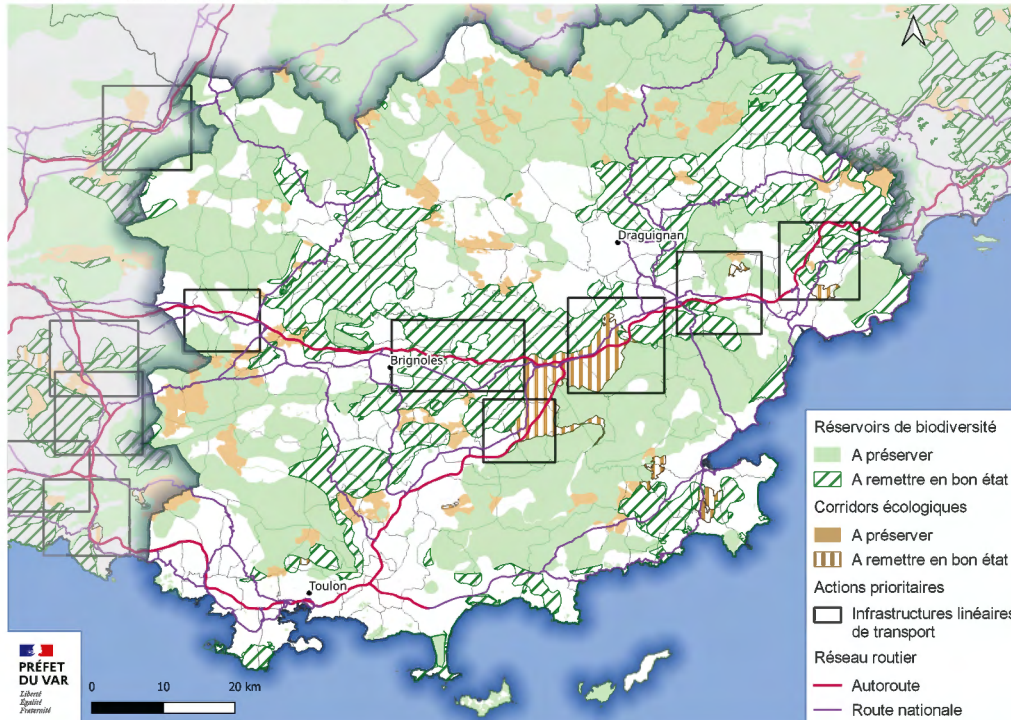 Draguignan
Brignoles
Toulon
Réservoirs de biodiversité
A préserver
A remettre en bon état
Corridors écologiques
A préserver
A remettre en bon état
Actions prioritaires
Infrastructures linéaires
de transport
Réseau routier
Autoroute
Route nationale
PRÉFET
DU VAR
Liberté
Égalité
Fraternité
0 10 20 km